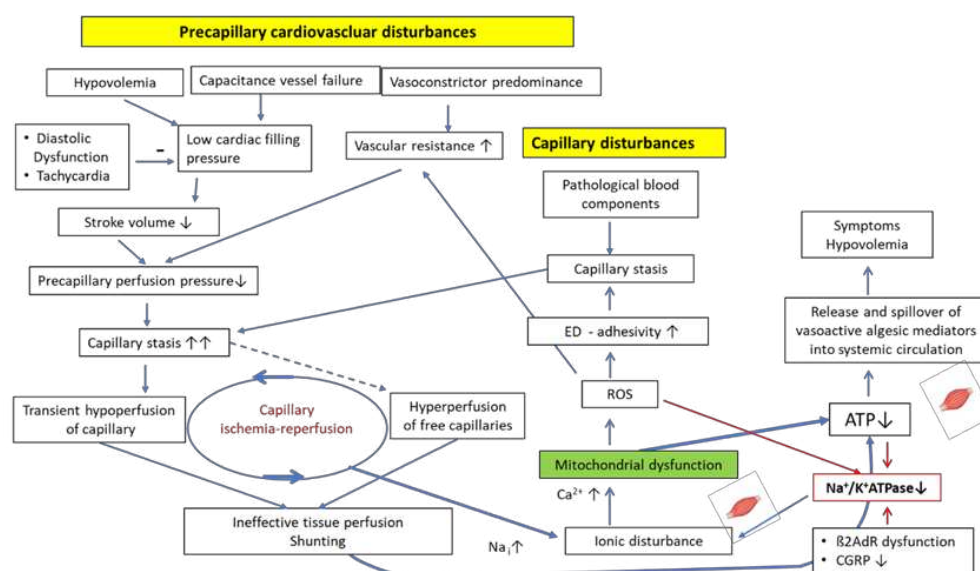 Precapillary cardiovascluar disturbances
Hypovolemia
Capacitance vessel failure
Vasoconstrictor predominance
• Diastolic
Dysfunction
• Tachycardia
–
Low cardiac filling
pressure
Vascular resistance ↑
Capillary disturbances
Pathological blood
components
Stroke volume ↓
Symptoms
Hypovolemia
Precapillary perfusion pressure↓
Capillary stasis
Capillary stasis ↑↑
ED - adhesivity ↑
Release and spillover of
vasoactive algesic mediators
into systemic circulation
Transient hypoperfusion
of capillary
Capillary
ischemia-reperfusion
Hyperperfusion
of free capillaries
ROS
ATP↓
Mitochondrial dysfunction
Ca²⁺ ↑
Na⁺/K⁺ATPase↓
Ineffective tissue perfusion
Shunting
Naᵢ↑
Ionic disturbance
• ß2AdR dysfunction
• CGRP ↓